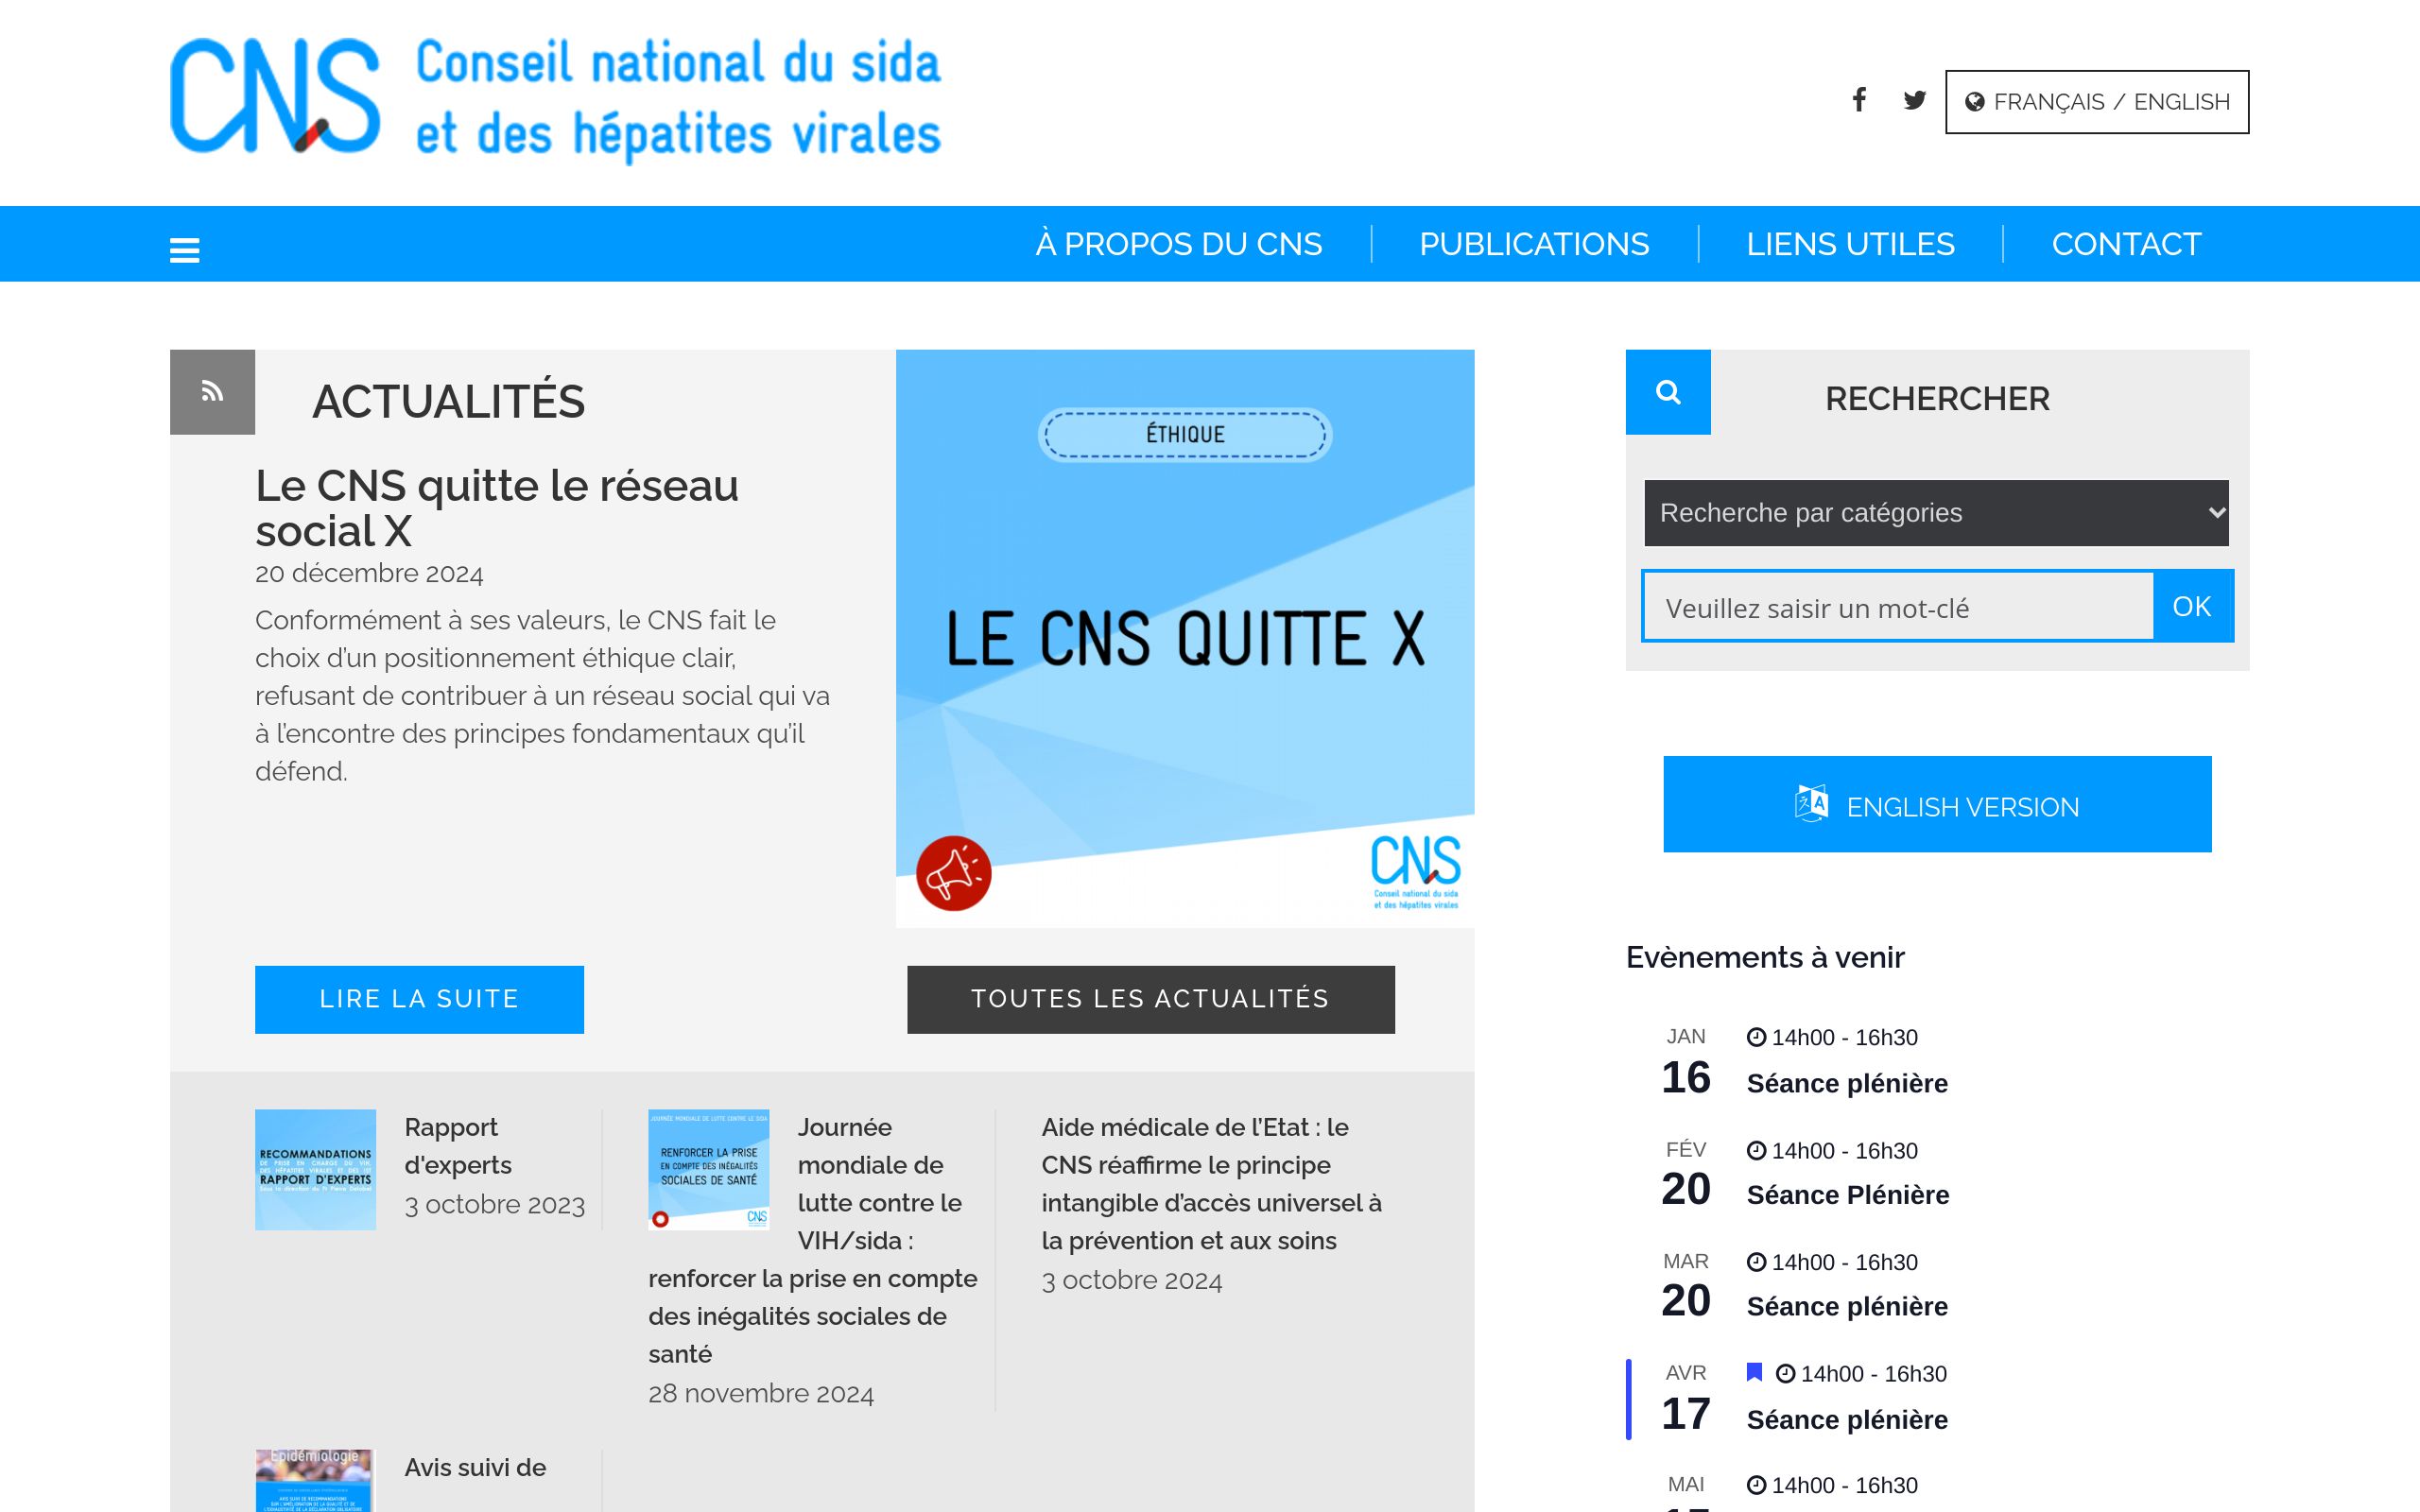 CNS Conseil national du sida
et des hépatites virales
FRANÇAIS / ENGLISH
À PROPOS DU CNS
PUBLICATIONS
LIENS UTILES
CONTACT
ACTUALITÉS
Le CNS quitte le réseau
social X
20 décembre 2024
Conformément à ses valeurs, le CNS fait le
choix d’un positionnement éthique clair,
refusant de contribuer à un réseau social qui va
à l’encontre des principes fondamentaux qu’il
défend.
ÉTHIQUE
LE CNS QUITTE X
CNS
Conseil national du sida
et des hépatites virales
LIRE LA SUITE
TOUTES LES ACTUALITÉS
RECOMMANDATIONS
DE PRISE EN CHARGE DU VIH,
DES HÉPATITES VIRALES ET DES IST
RAPPORT D'EXPERTS
Rapport
d'experts
3 octobre 2023
JOURNÉE MONDIALE DE LUTTE CONTRE LE SIDA
RENFORCER LA PRISE
EN COMPTE DES INÉGALITÉS
SOCIALES DE SANTÉ
CNS
Journée
mondiale de
lutte contre le
VIH/sida :
renforcer la prise en compte
des inégalités sociales de
santé
28 novembre 2024
Aide médicale de l’Etat : le
CNS réaffirme le principe
intangible d’accès universel à
la prévention et aux soins
3 octobre 2024
Epidémiologie
Avis suivi de
RECHERCHER
Recherche par catégories
Veuillez saisir un mot-clé
OK
ENGLISH VERSION
Evènements à venir
JAN
16
14h00 - 16h30
Séance plénière
FÉV
20
14h00 - 16h30
Séance Plénière
MAR
20
14h00 - 16h30
Séance plénière
AVR
17
14h00 - 16h30
Séance plénière
MAI
14h00 - 16h30